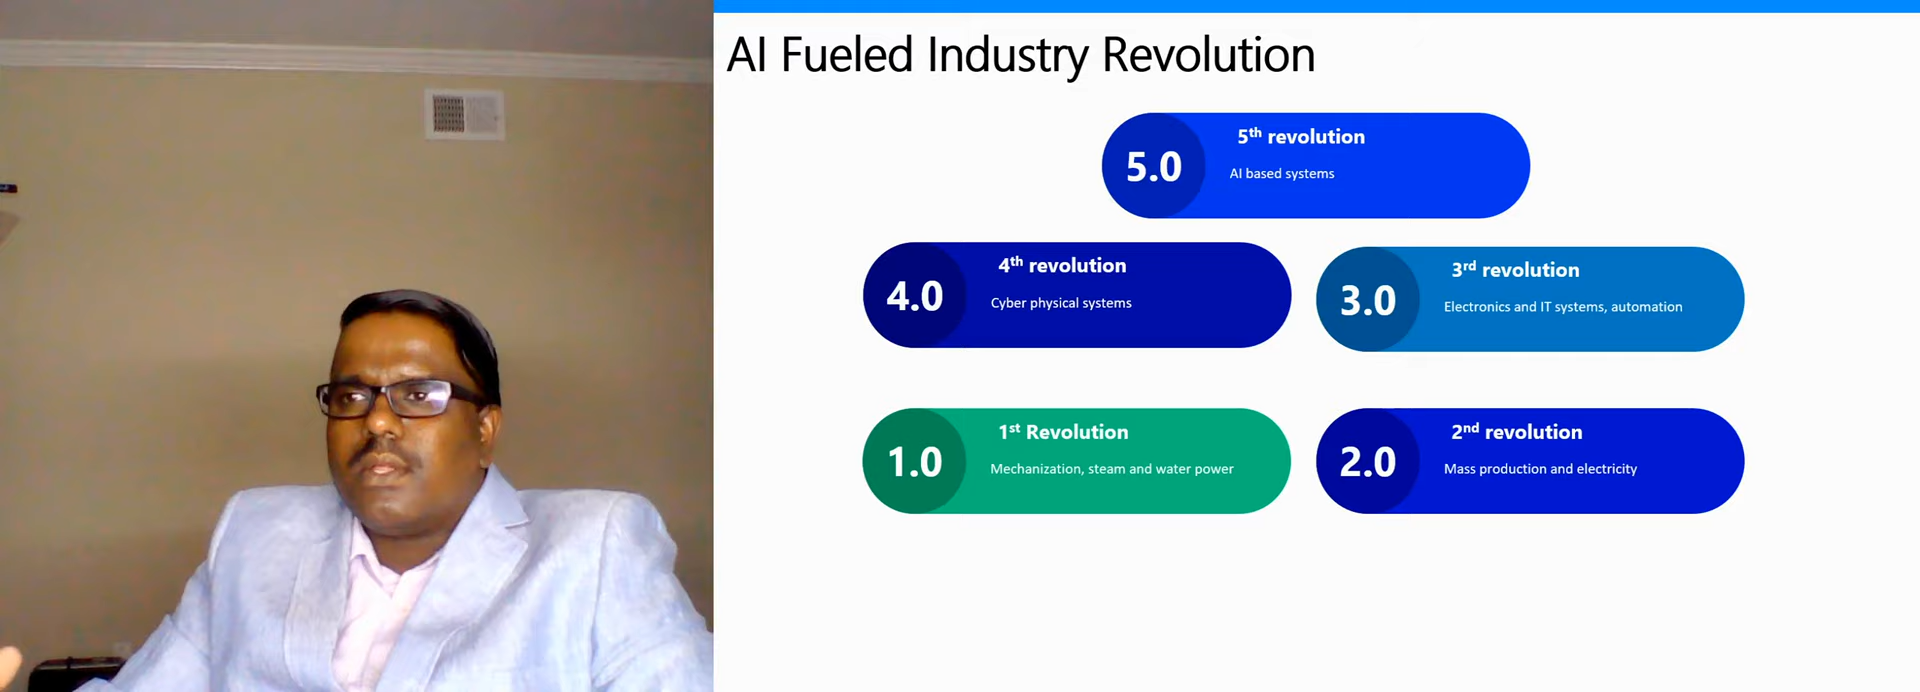 AI Fueled Industry Revolution
5.0
5th revolution
AI based systems
4.0
4th revolution
Cyber physical systems
3.0
3rd revolution
Electronics and IT systems, automation
1.0
1st Revolution
Mechanization, steam and water power
2.0
2nd revolution
Mass production and electricity